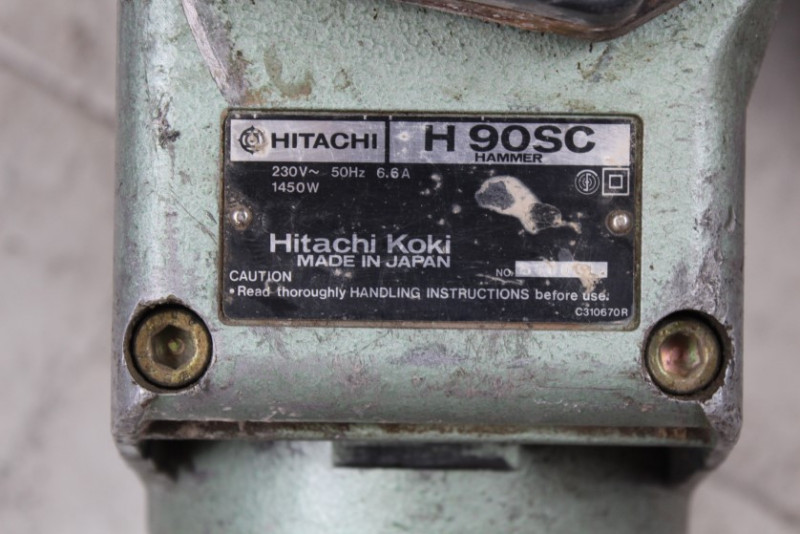 HITACHI H 90SC
HAMMER
230V~ 50Hz 6.6A
1450W
Hitachi Koki
MADE IN JAPAN
NO.
CAUTION
•Read thoroughly HANDLING INSTRUCTIONS before use.
C310670R